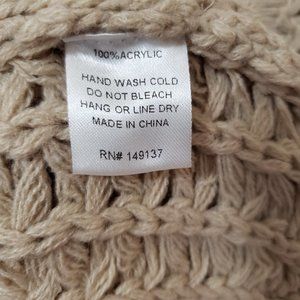 100% ACRYLIC
HAND WASH COLD
DO NOT BLEACH
HANG OR LINE DRY
MADE IN CHINA
RN# 149137